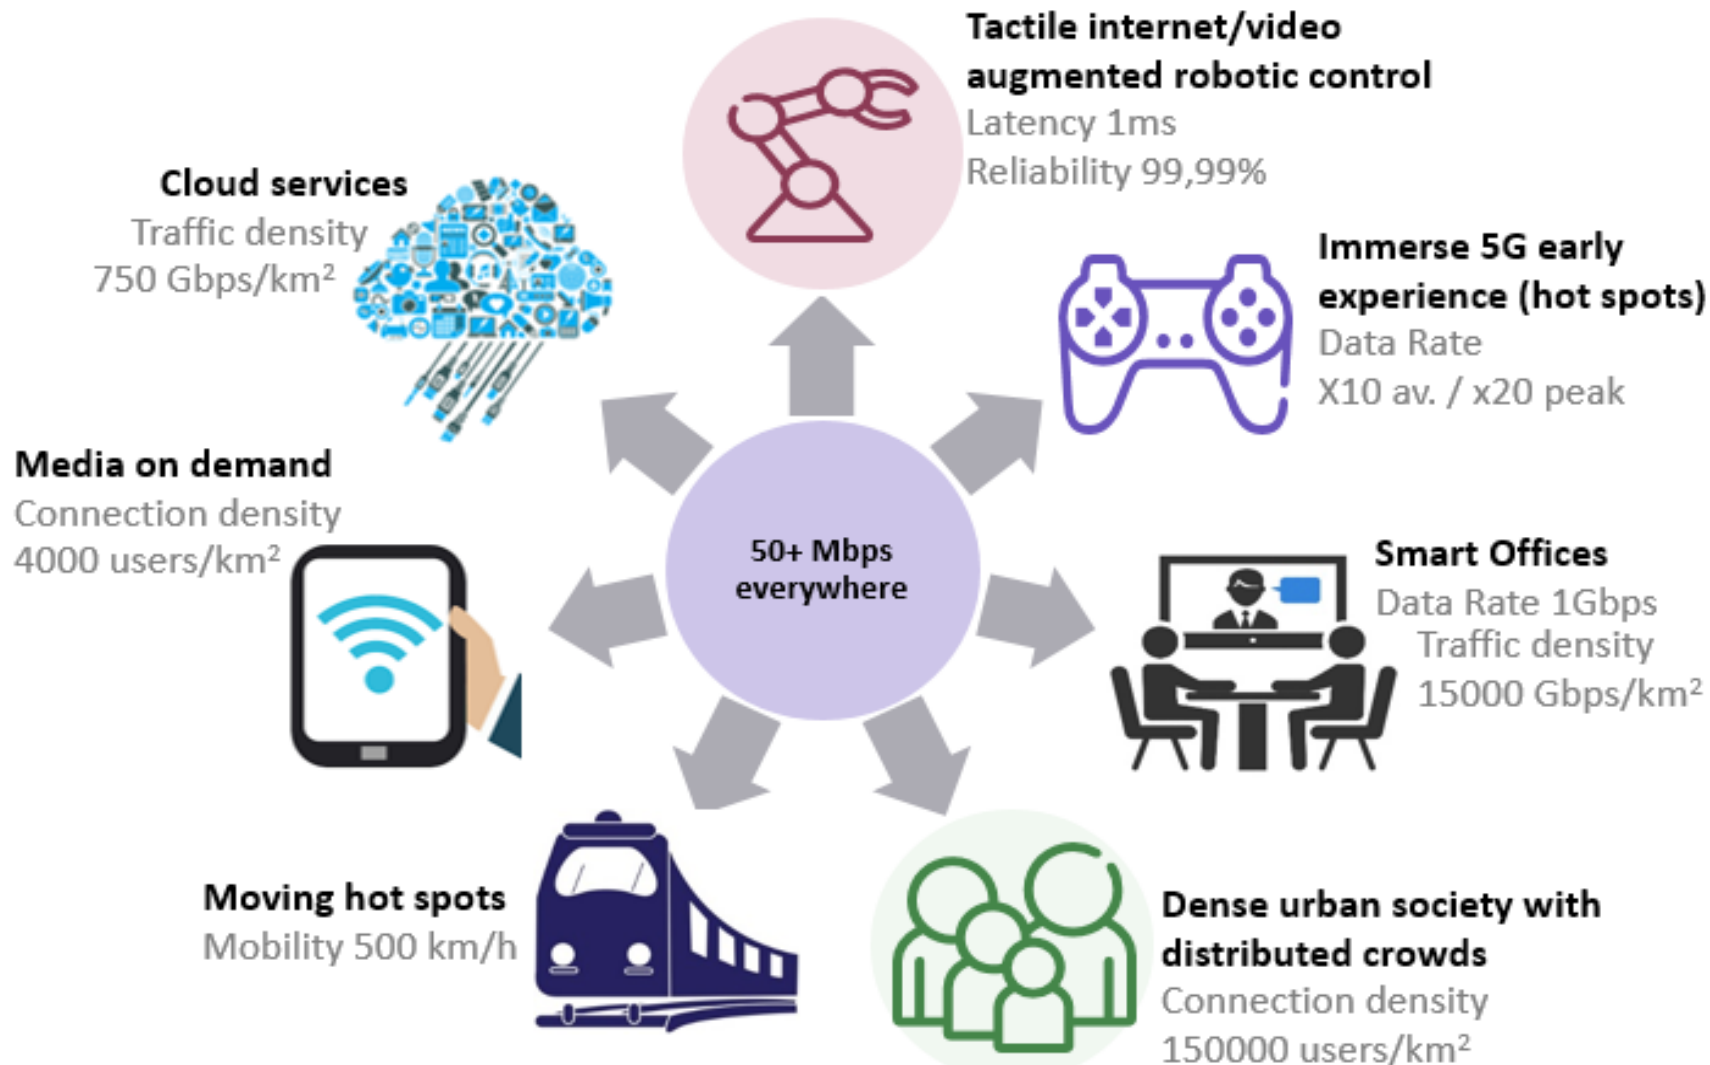 Tactile internet/video
augmented robotic control
Latency 1ms
Reliability 99,99%
Cloud services
Traffic density
750 Gbps/km²
Immerse 5G early
experience (hot spots)
Data Rate
X10 av. / x20 peak
Media on demand
Connection density
4000 users/km²
50+ Mbps
everywhere
Smart Offices
Data Rate 1Gbps
Traffic density
15000 Gbps/km²
Moving hot spots
Mobility 500 km/h
Dense urban society with
distributed crowds
Connection density
150000 users/km²